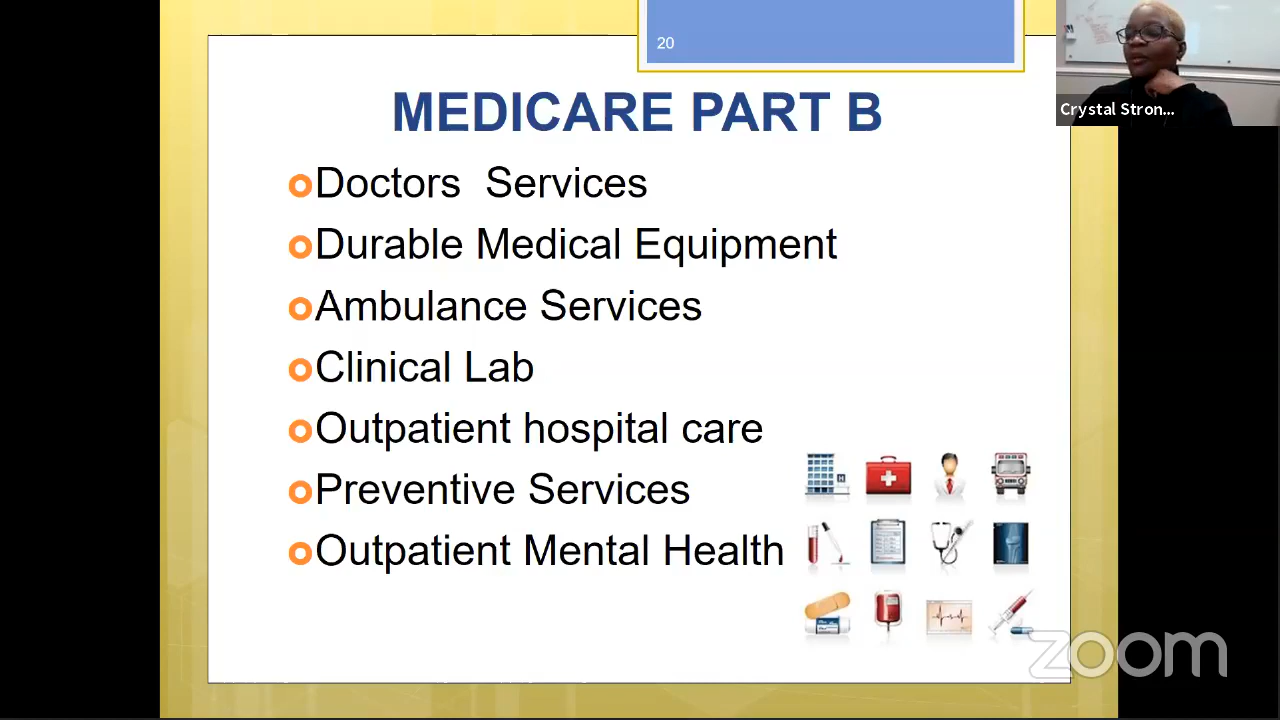 20
Crystal Stron...
MEDICARE PART B
Doctors  Services
Durable Medical Equipment
Ambulance Services
Clinical Lab
Outpatient hospital care
Preventive Services
Outpatient Mental Health
H
zoom